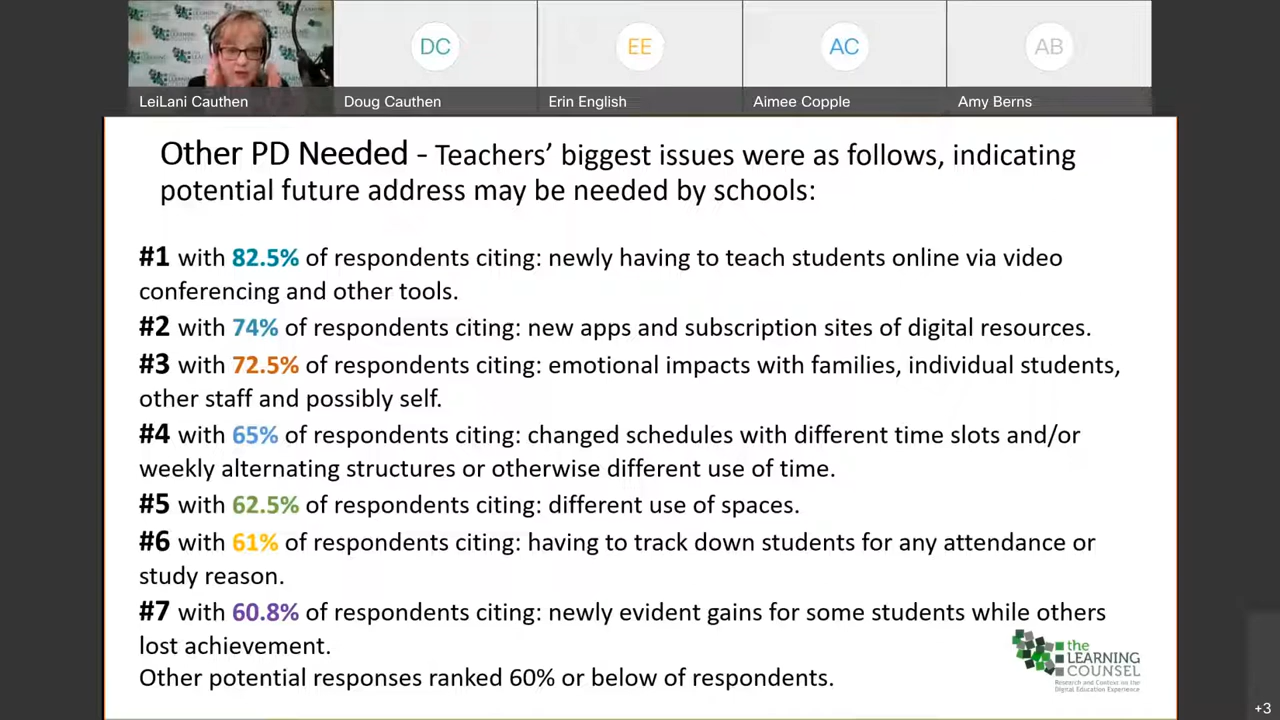 DC
EE
AC
AB
LeiLani Cauthen
Doug Cauthen
Erin English
Aimee Copple
Amy Berns
Other PD Needed - Teachers’ biggest issues were as follows, indicating
potential future address may be needed by schools:
#1 with 82.5% of respondents citing: newly having to teach students online via video
conferencing and other tools.
#2 with 74% of respondents citing: new apps and subscription sites of digital resources.
#3 with 72.5% of respondents citing: emotional impacts with families, individual students,
other staff and possibly self.
#4 with 65% of respondents citing: changed schedules with different time slots and/or
weekly alternating structures or otherwise different use of time.
#5 with 62.5% of respondents citing: different use of spaces.
#6 with 61% of respondents citing: having to track down students for any attendance or
study reason.
#7 with 60.8% of respondents citing: newly evident gains for some students while others
lost achievement.
Other potential responses ranked 60% or below of respondents.
the
LEARNING
COUNSEL
Research and Context on the
Digital Education Experience
+3